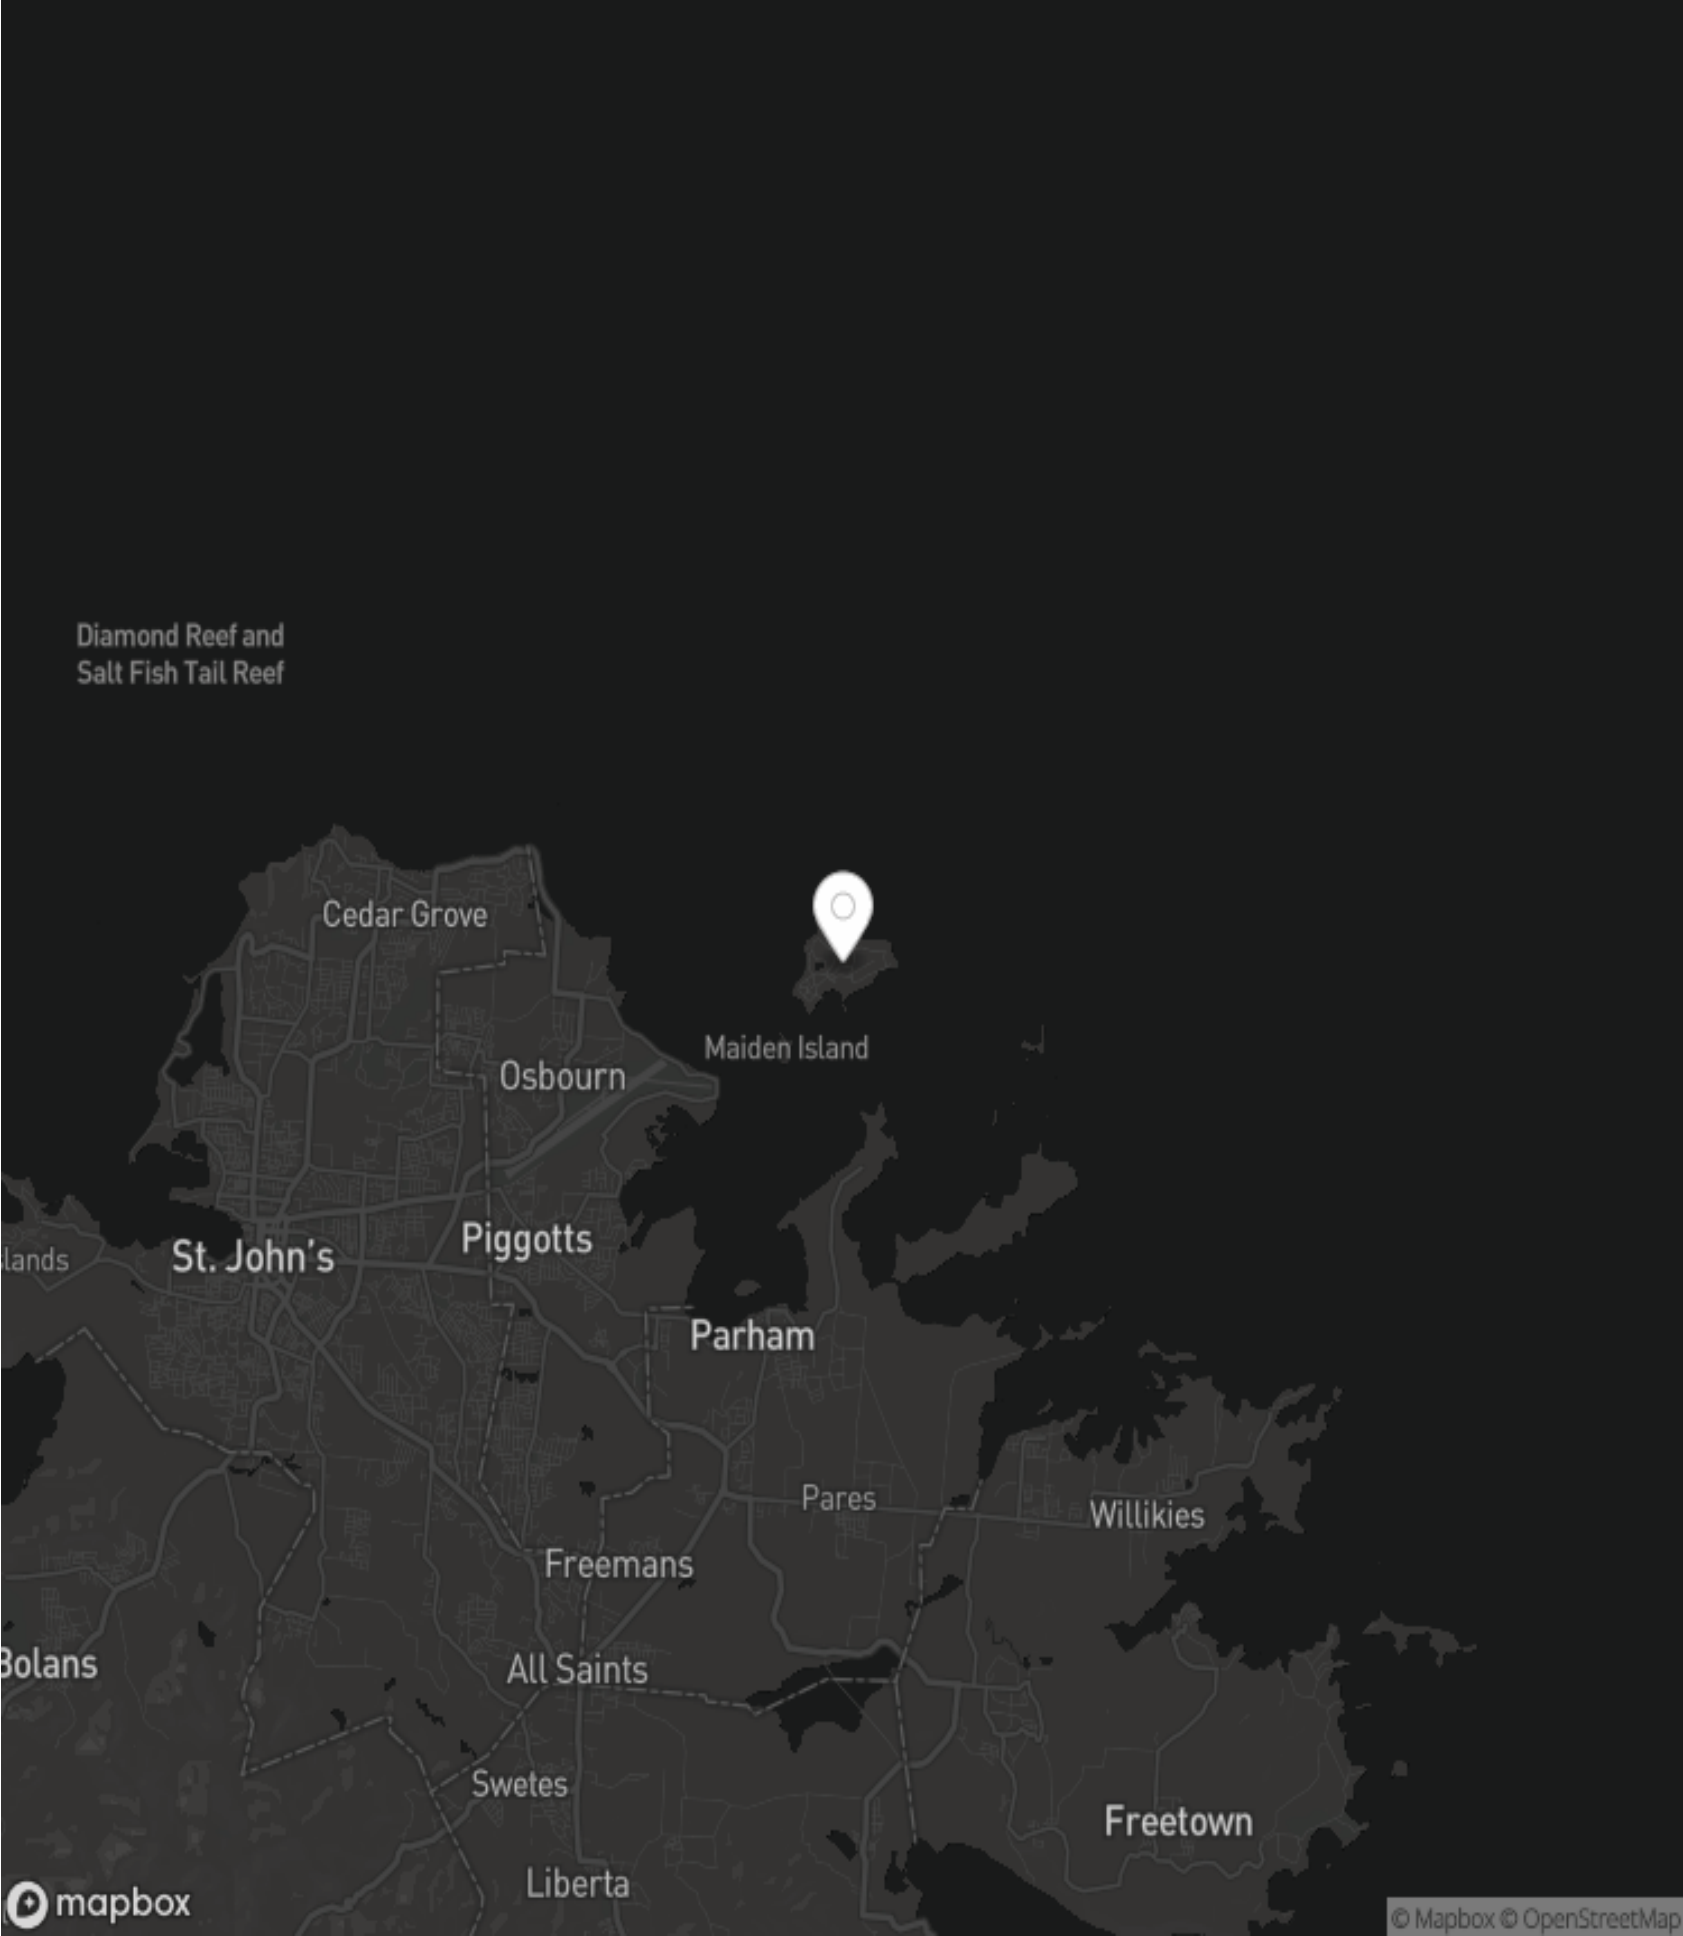 Diamond Reef and
Salt Fish Tail Reef
Cedar Grove
Maiden Island
Osbourn
Piggotts
St. John's
slands
Parham
Pares
Willikies
Freemans
Bolans
All Saints
Swetes
Freetown
Liberta
mapbox
© Mapbox © OpenStreetMap